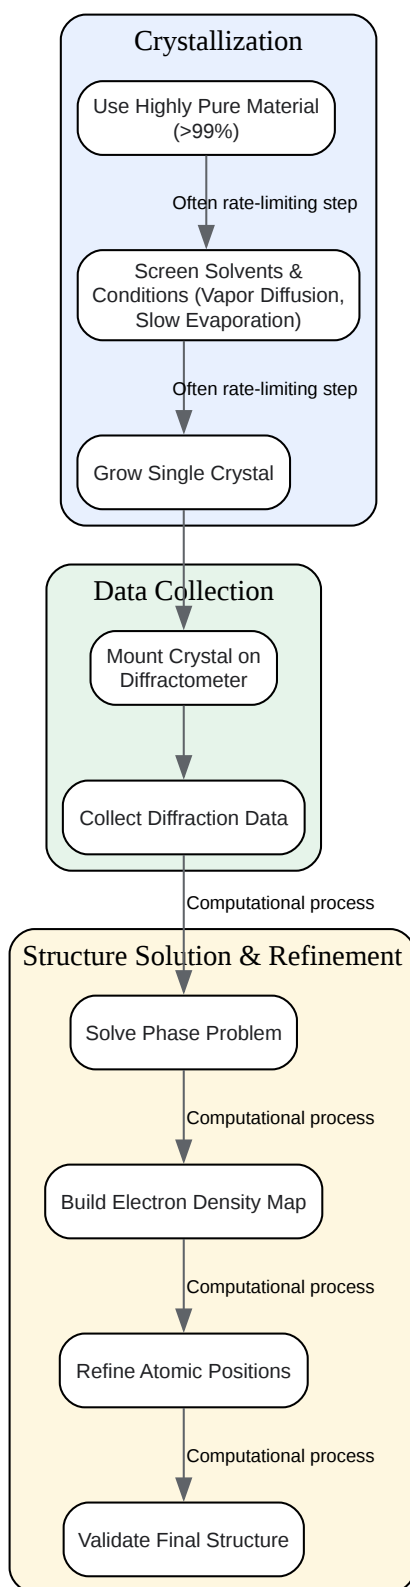 Crystallization
Use Highly Pure Material
(>99%)
Often rate-limiting step
Screen Solvents &
Conditions (Vapor Diffusion,
Slow Evaporation)
Often rate-limiting step
Grow Single Crystal
Data Collection
Mount Crystal on
Diffractometer
Collect Diffraction Data
Computational process
Structure Solution & Refinement
Solve Phase Problem
Computational process
Build Electron Density Map
Computational process
Refine Atomic Positions
Computational process
Validate Final Structure